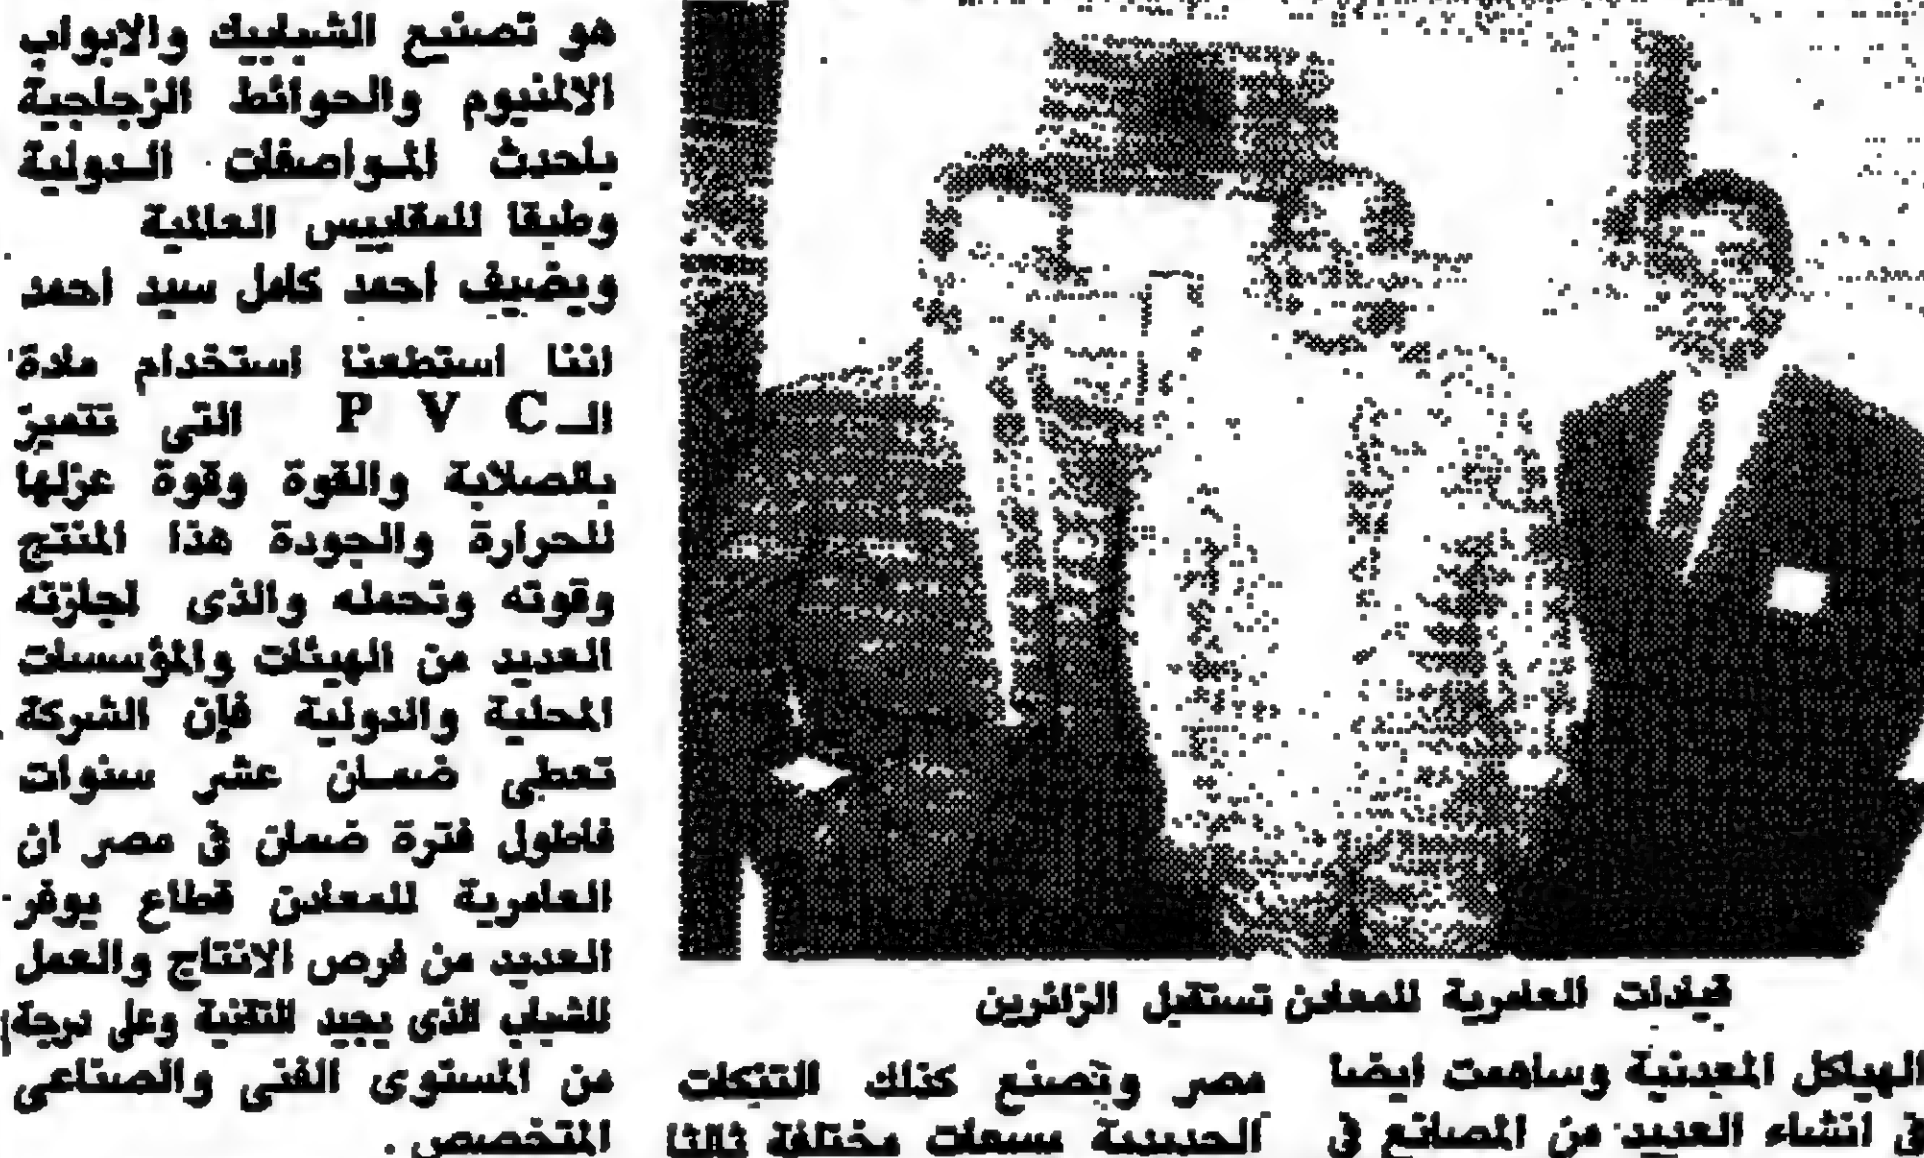 قيادات العامرية للمعادن تستقبل الزائرين
الهياكل المعدنية وساهمت ايضا
فى انشاء العديد من المصانع فى
مصر وتصنع كذلك التنكات
الحديدية بسعات مختلفة ثالثا
هو تصنيع الشبابيك والابواب
الالمنيوم والحوائط الزجاجية
باحدث المواصفات الدولية
وطبقا للمقاييس العالمية
ويضيف احمد كامل سيد احمد
اننا استطعنا استخدام مادة
الـ P V C التى تتميز
بالصلابة والقوة وقوة عزلها
للحرارة والجودة هذا المنتج
وقوته وتحمله والذى اجازته
العديد من الهيئات والمؤسسات
المحلية والدولية فإن الشركة
تعطى ضمان عشر سنوات
فاطول فترة ضمان فى مصر ان
العامرية للمعادن قطاع يوفر
العديد من فرص الانتاج والعمل
للشباب الذى يجيد التقنية وعلى درجة
من المستوى الفنى والصناعى
المتخصص .